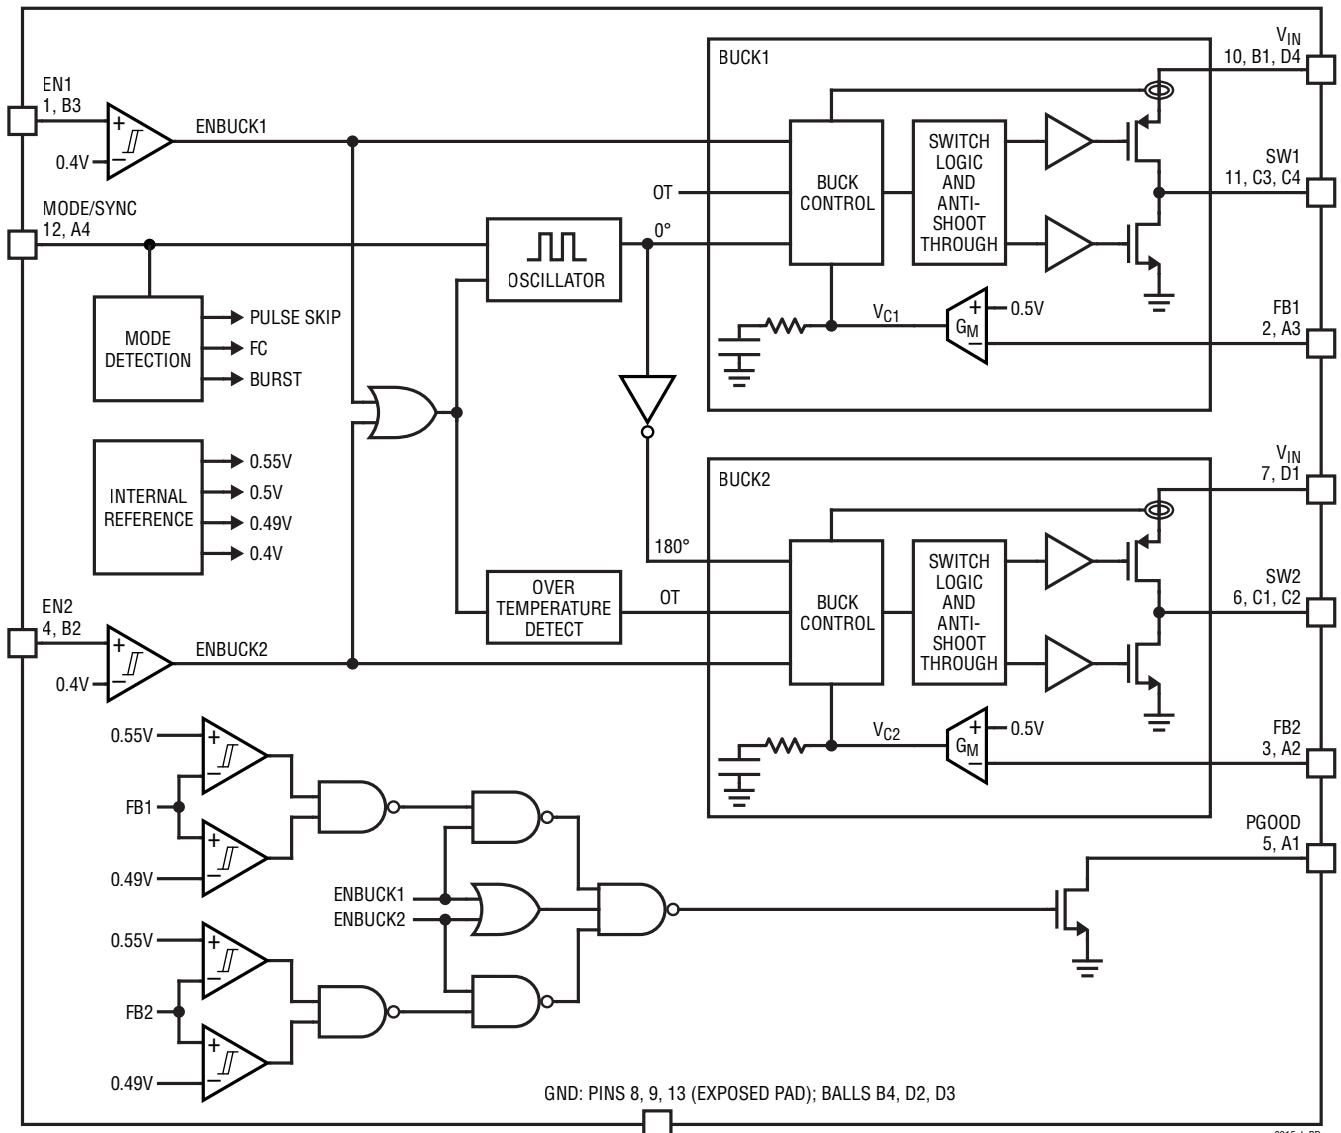 VIN
10, B1, D4
BUCK1
EN1
1, B3
ENBUCK1
0.4V
SWITCH
LOGIC
AND
ANTI-
SHOOT
THROUGH
SW1
11, C3, C4
OT
BUCK
CONTROL
MODE/SYNC
12, A4
0°
OSCILLATOR
PULSE SKIP
MODE
DETECTION
FC
BURST
VC1
GM
0.5V
FB1
2, A3
INTERNAL
REFERENCE
0.55V
0.5V
0.49V
0.4V
VIN
7, D1
BUCK2
180°
OVER
TEMPERATURE
DETECT
OT
BUCK
CONTROL
SWITCH
LOGIC
AND
ANTI-
SHOOT
THROUGH
SW2
6, C1, C2
EN2
4, B2
ENBUCK2
0.4V
VC2
GM
0.5V
FB2
3, A2
0.55V
FB1
0.49V
PGOOD
5, A1
ENBUCK1
ENBUCK2
0.55V
FB2
0.49V
GND: PINS 8, 9, 13 (EXPOSED PAD); BALLS B4, D2, D3